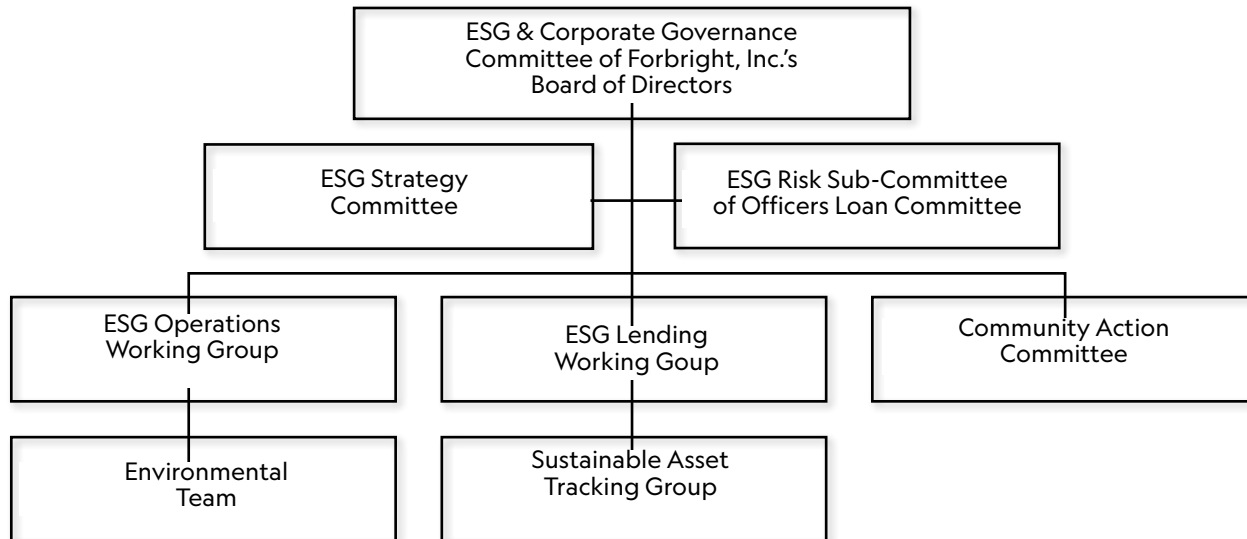 ESG & Corporate Governance
Committee of Forbright, Inc.'s
Board of Directors
ESG Strategy
Committee
ESG Risk Sub-Committee
of Officers Loan Committee
ESG Operations
Working Group
ESG Lending
Working Goup
Community Action
Committee
Environmental
Team
Sustainable Asset
Tracking Group